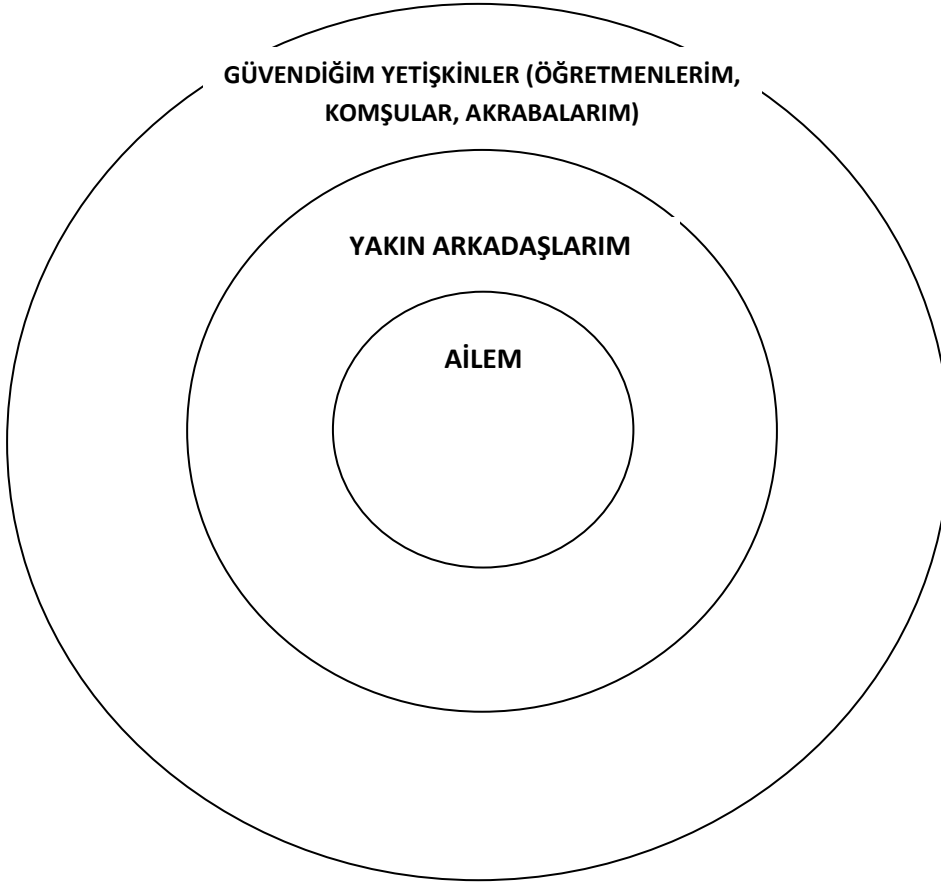 GÜVENDİĞİM YETİŞKİNLER (ÖĞRETMENLERİM,
KOMŞULAR, AKRABALARIM)
YAKIN ARKADAŞLARIM
AİLEM